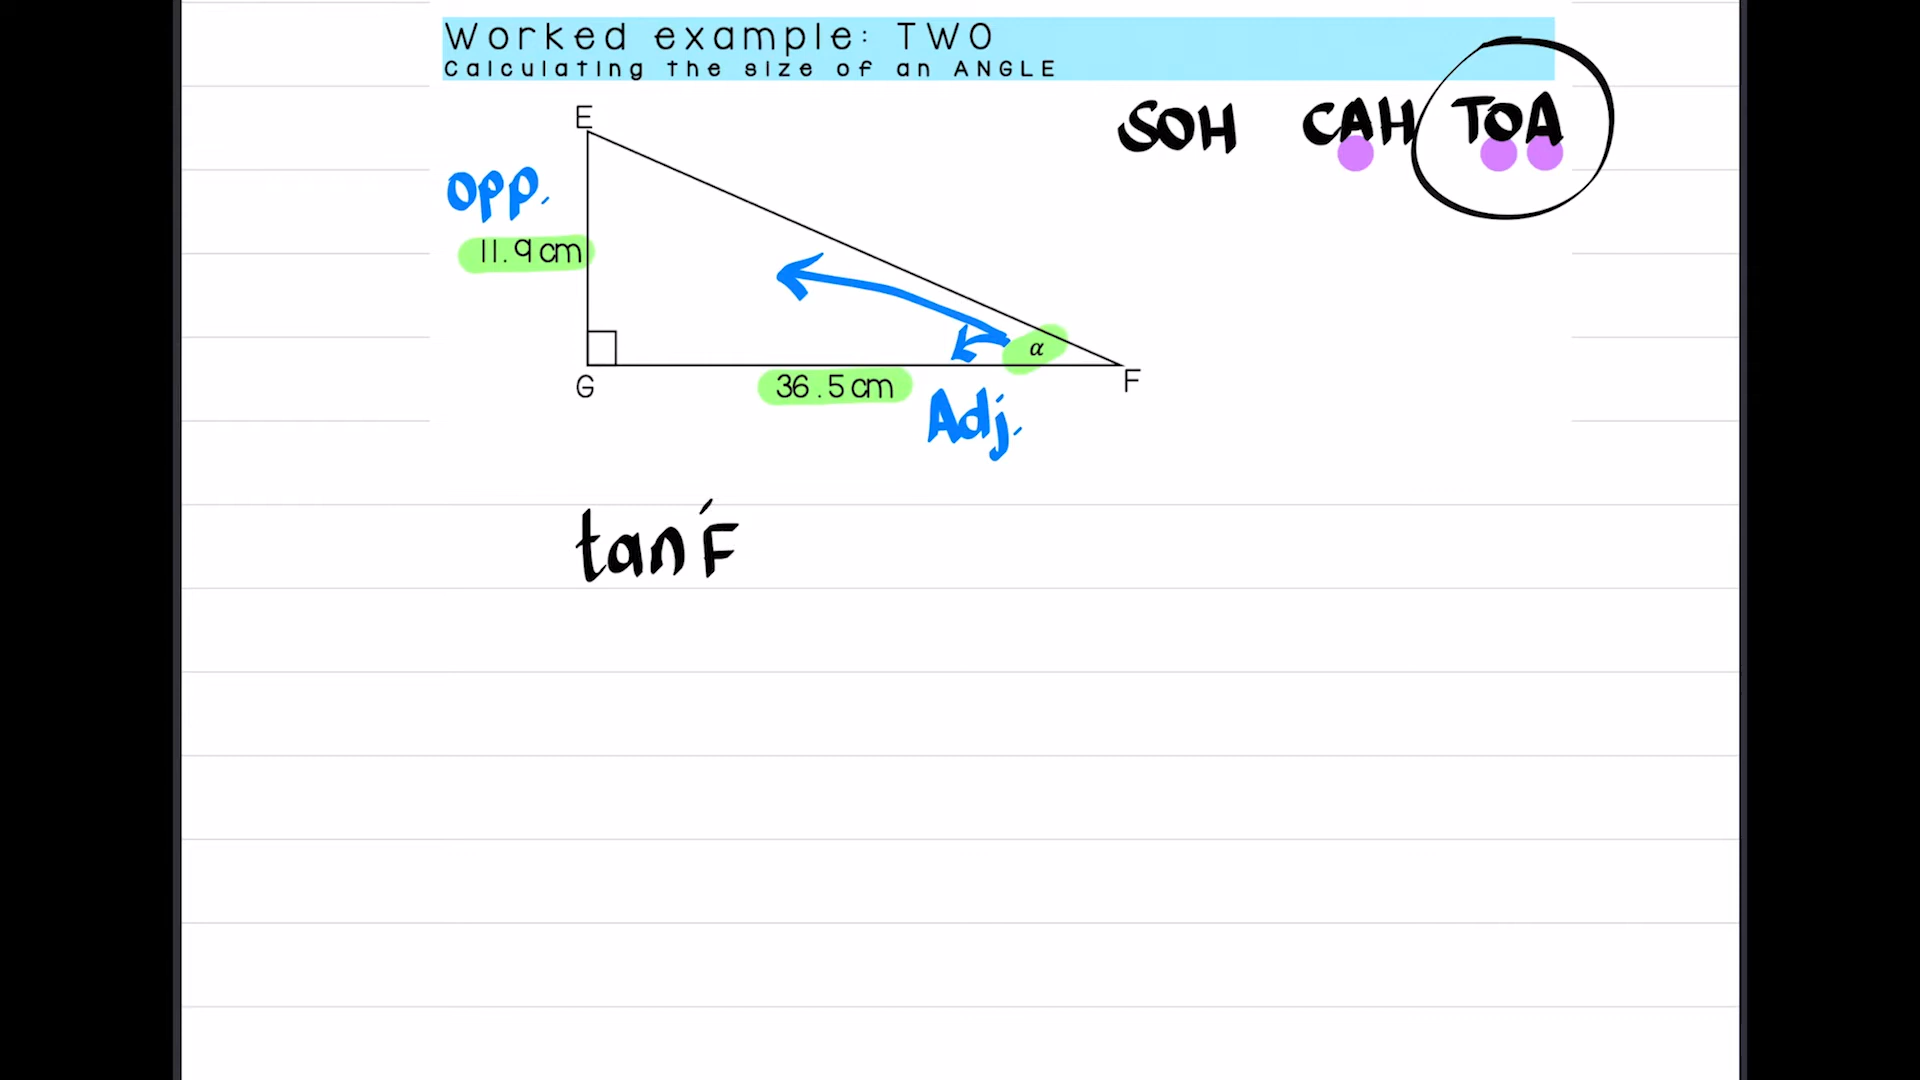 Worked example: TWO
Calculating the size of an ANGLE
SOH CAH TOA
E
opp.
11.9 cm
α
G
36.5 cm
F
Adj.
tan F̂